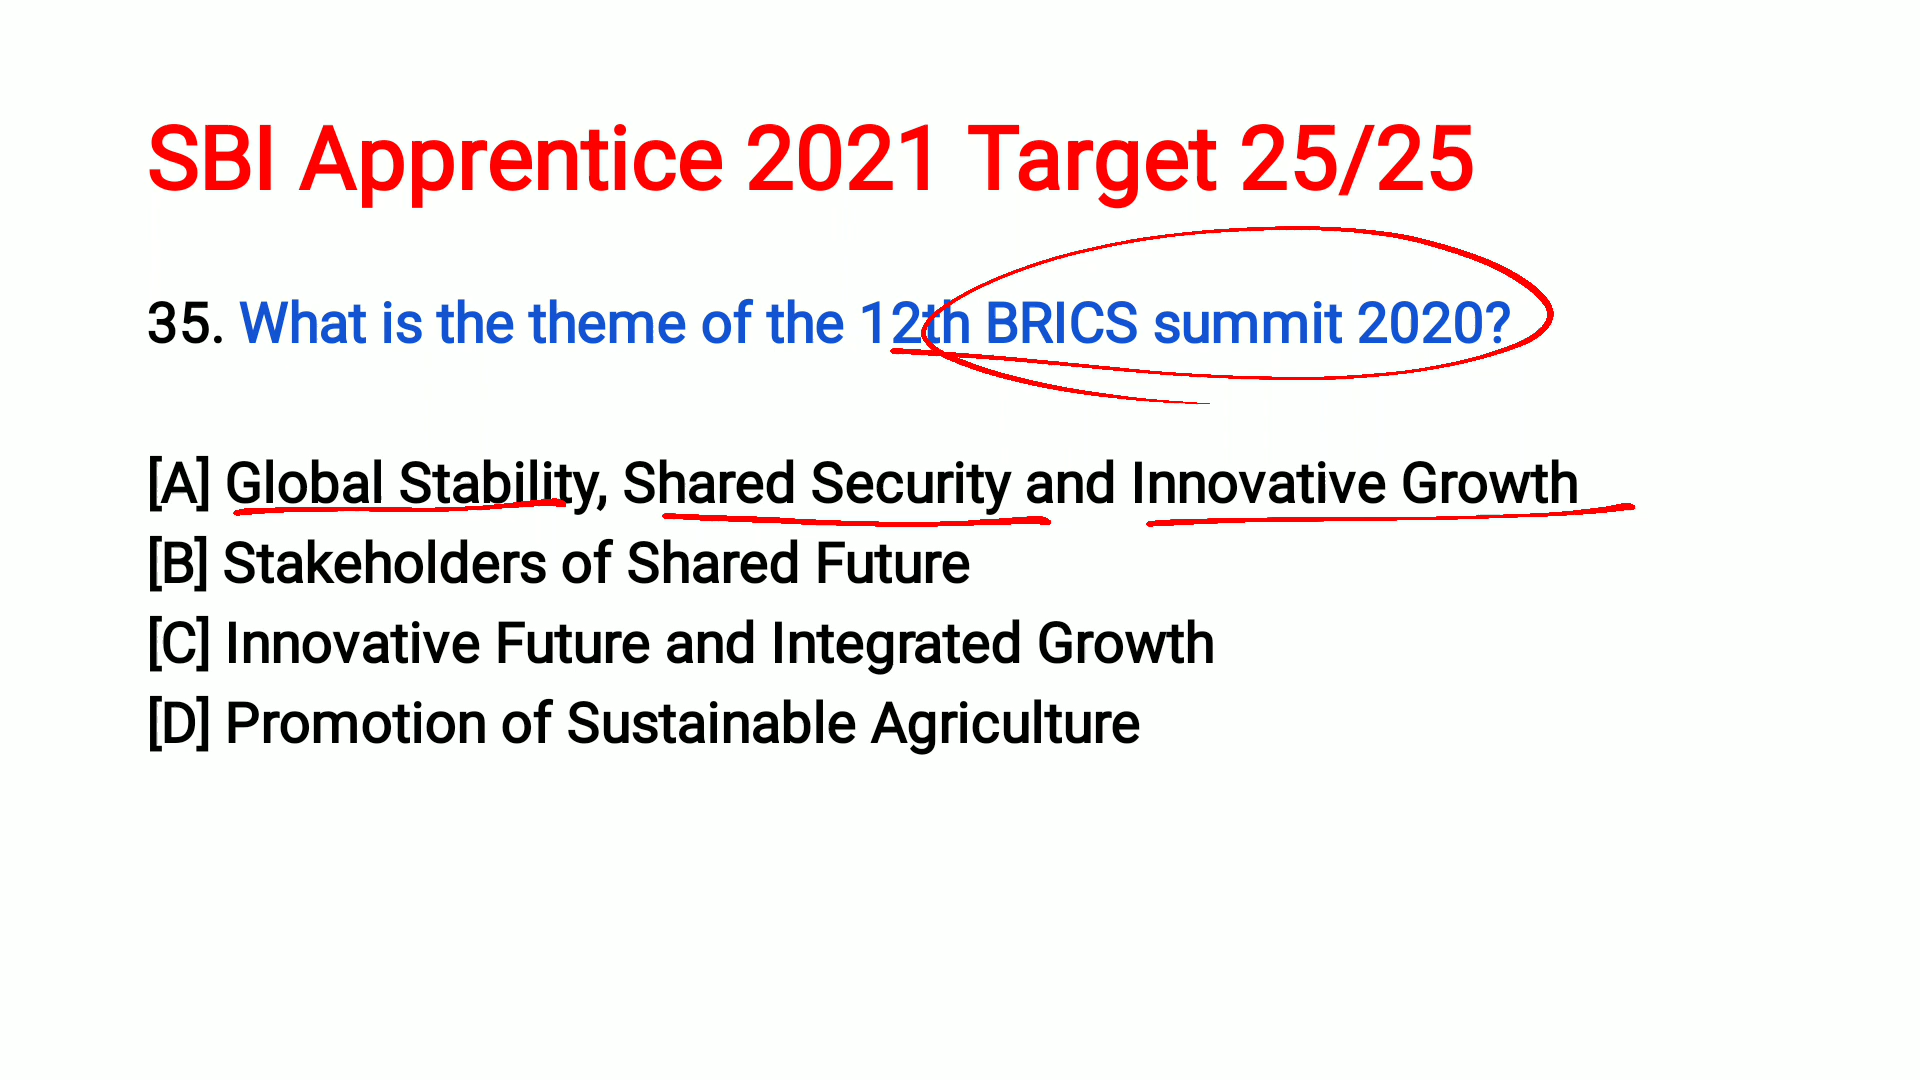 SBI Apprentice 2021 Target 25/25
35. What is the theme of the 12th BRICS summit 2020?
[A] Global Stability, Shared Security and Innovative Growth
[B] Stakeholders of Shared Future
[C] Innovative Future and Integrated Growth
[D] Promotion of Sustainable Agriculture